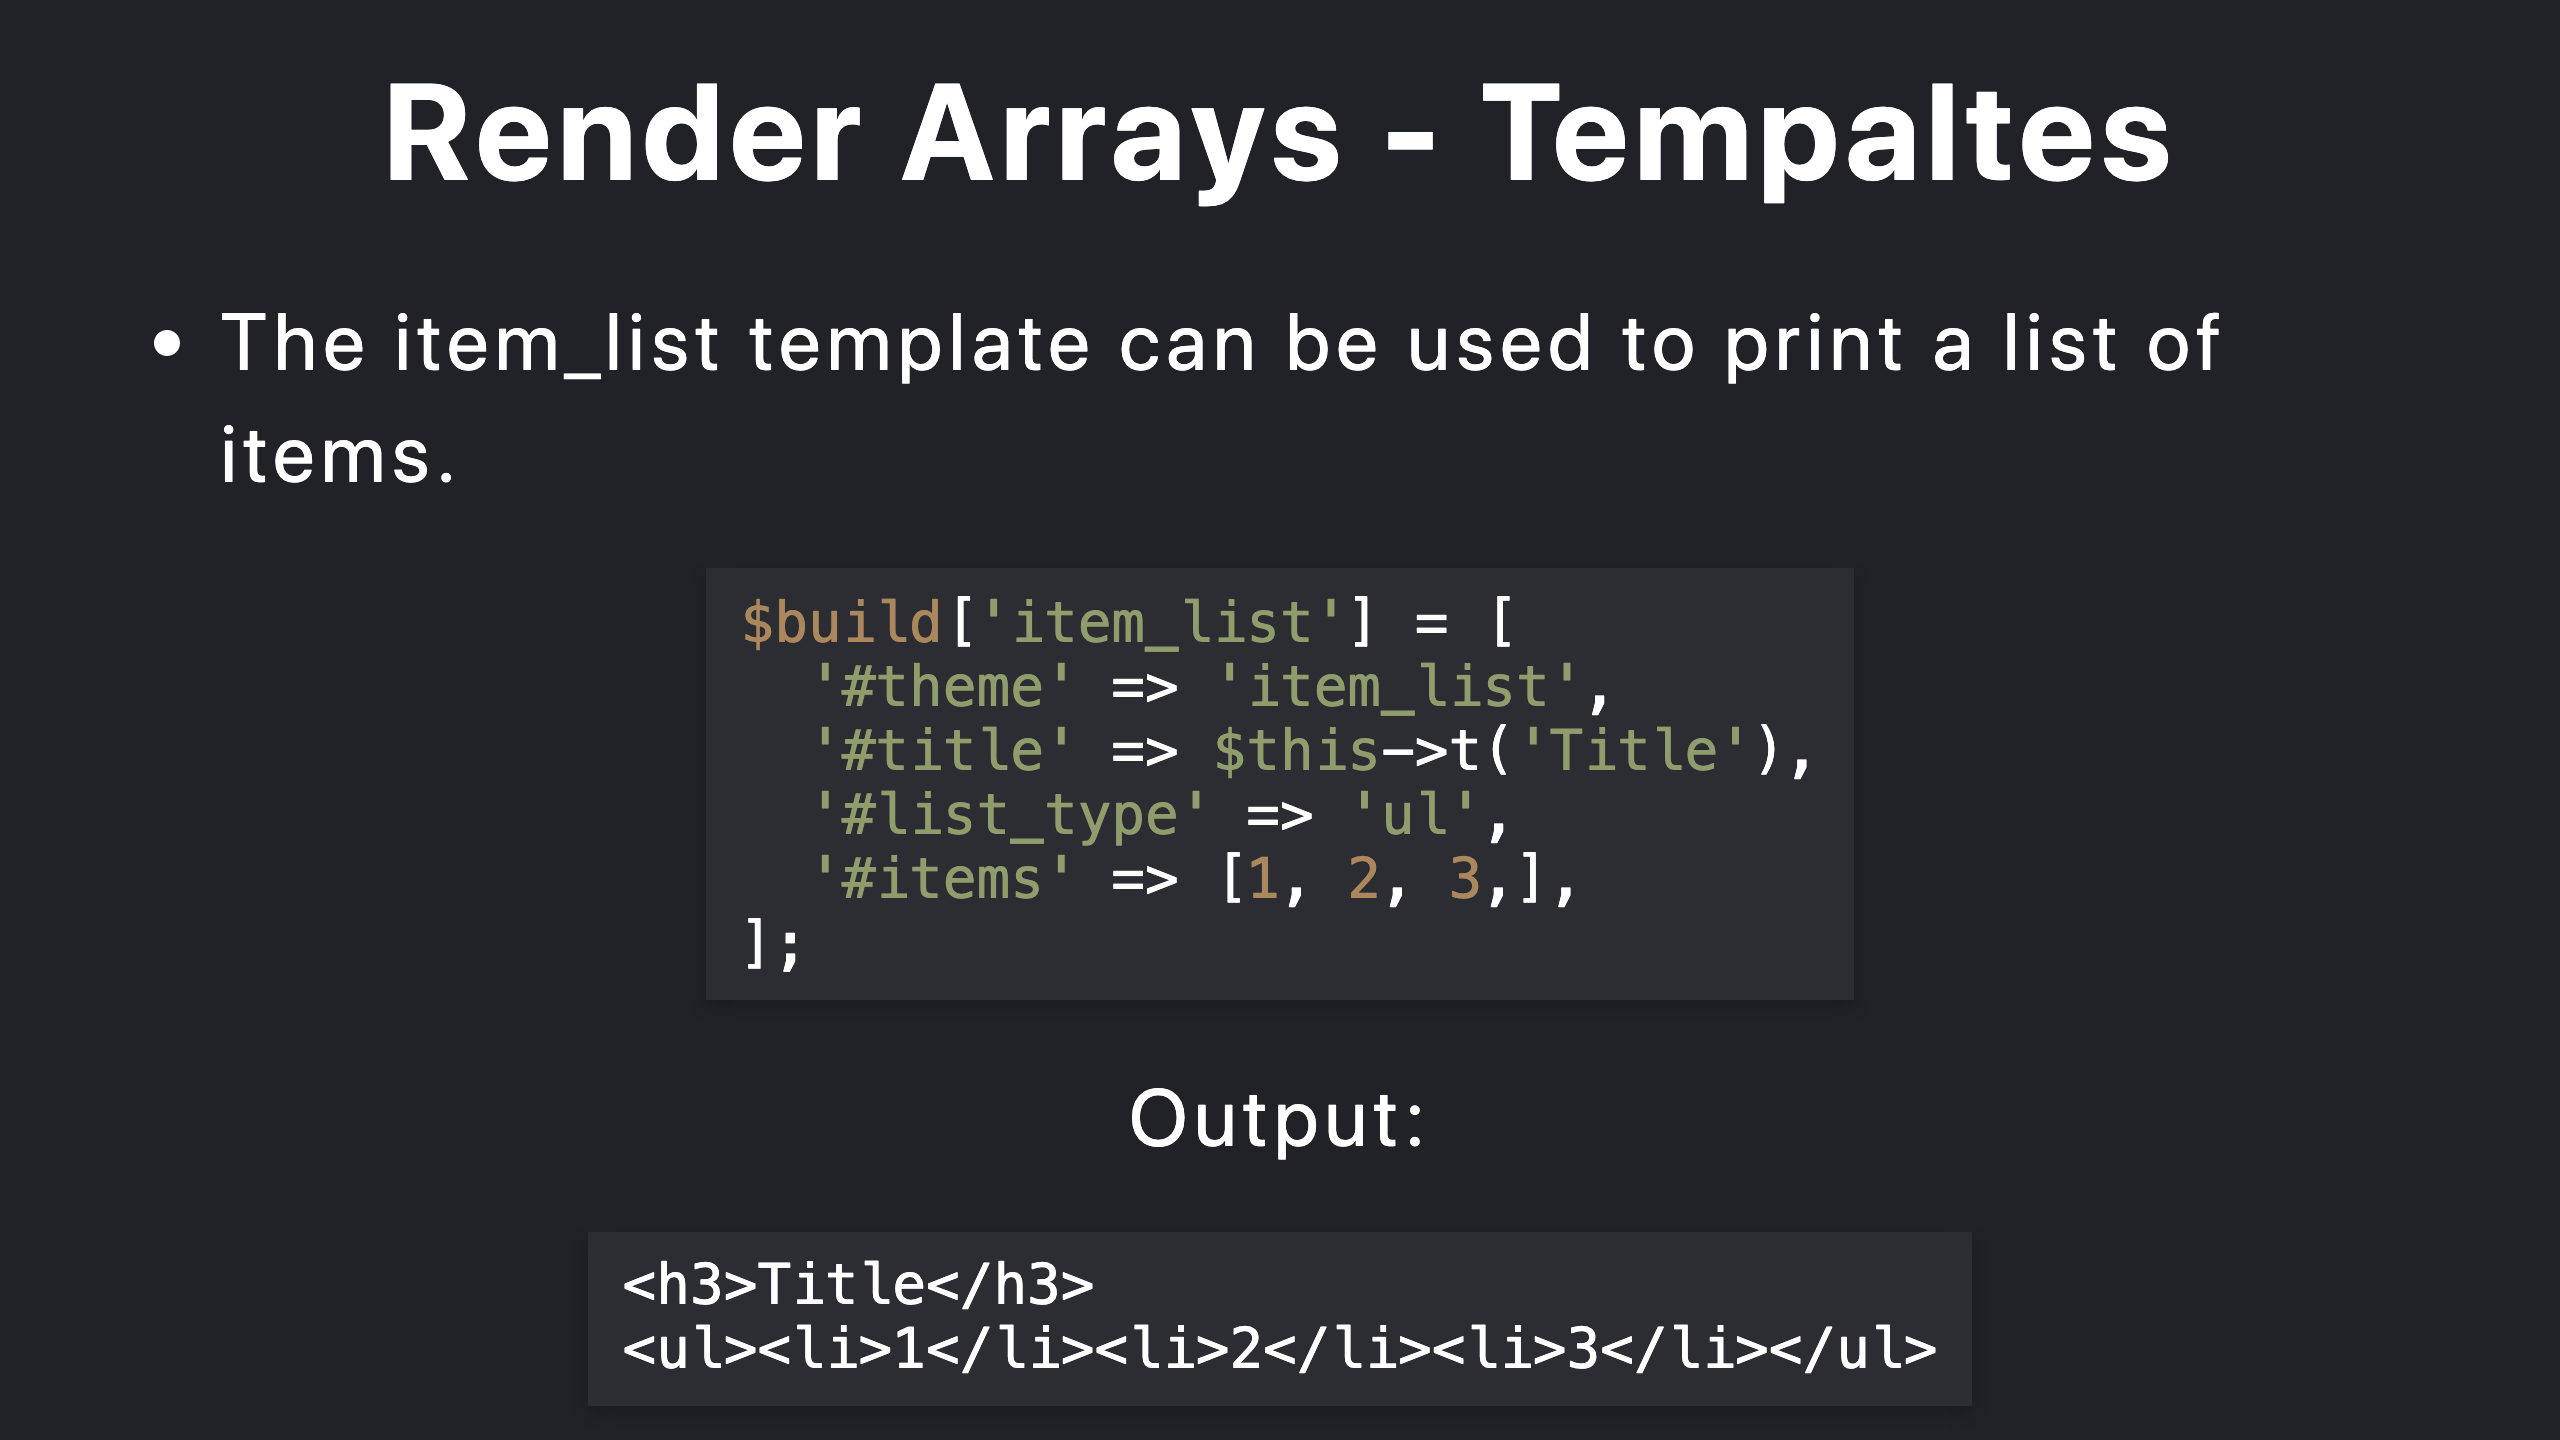 Render Arrays - Tempaltes
• The item_list template can be used to print a list of
items.
$build['item_list'] = [
  '#theme' => 'item_list',
  '#title' => $this->t('Title'),
  '#list_type' => 'ul',
  '#items' => [1, 2, 3,],
];
Output:
<h3>Title</h3>
<ul><li>1</li><li>2</li><li>3</li></ul>